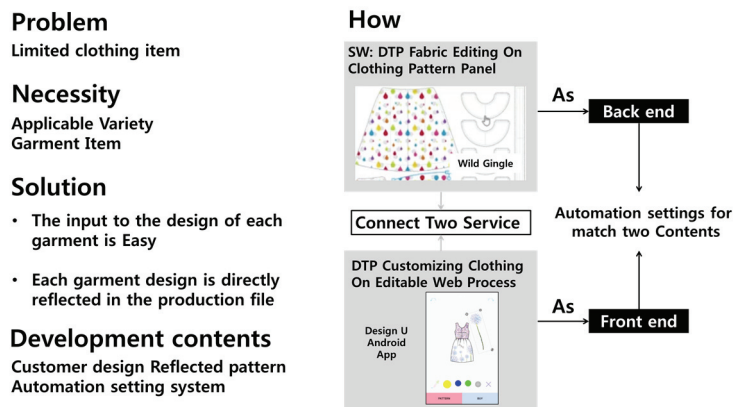 Problem
Limited clothing item
Necessity
Applicable Variety
Garment Item
Solution
• The input to the design of each
garment is Easy
• Each garment design is directly
reflected in the production file
Development contents
Customer design Reflected pattern
Automation setting system
How
SW: DTP Fabric Editing On
Clothing Pattern Panel
Wild Gingle
As
Back end
Connect Two Service
Automation settings for
match two Contents
DTP Customizing Clothing
On Editable Web Process
Design U
Android
App
As
Front end